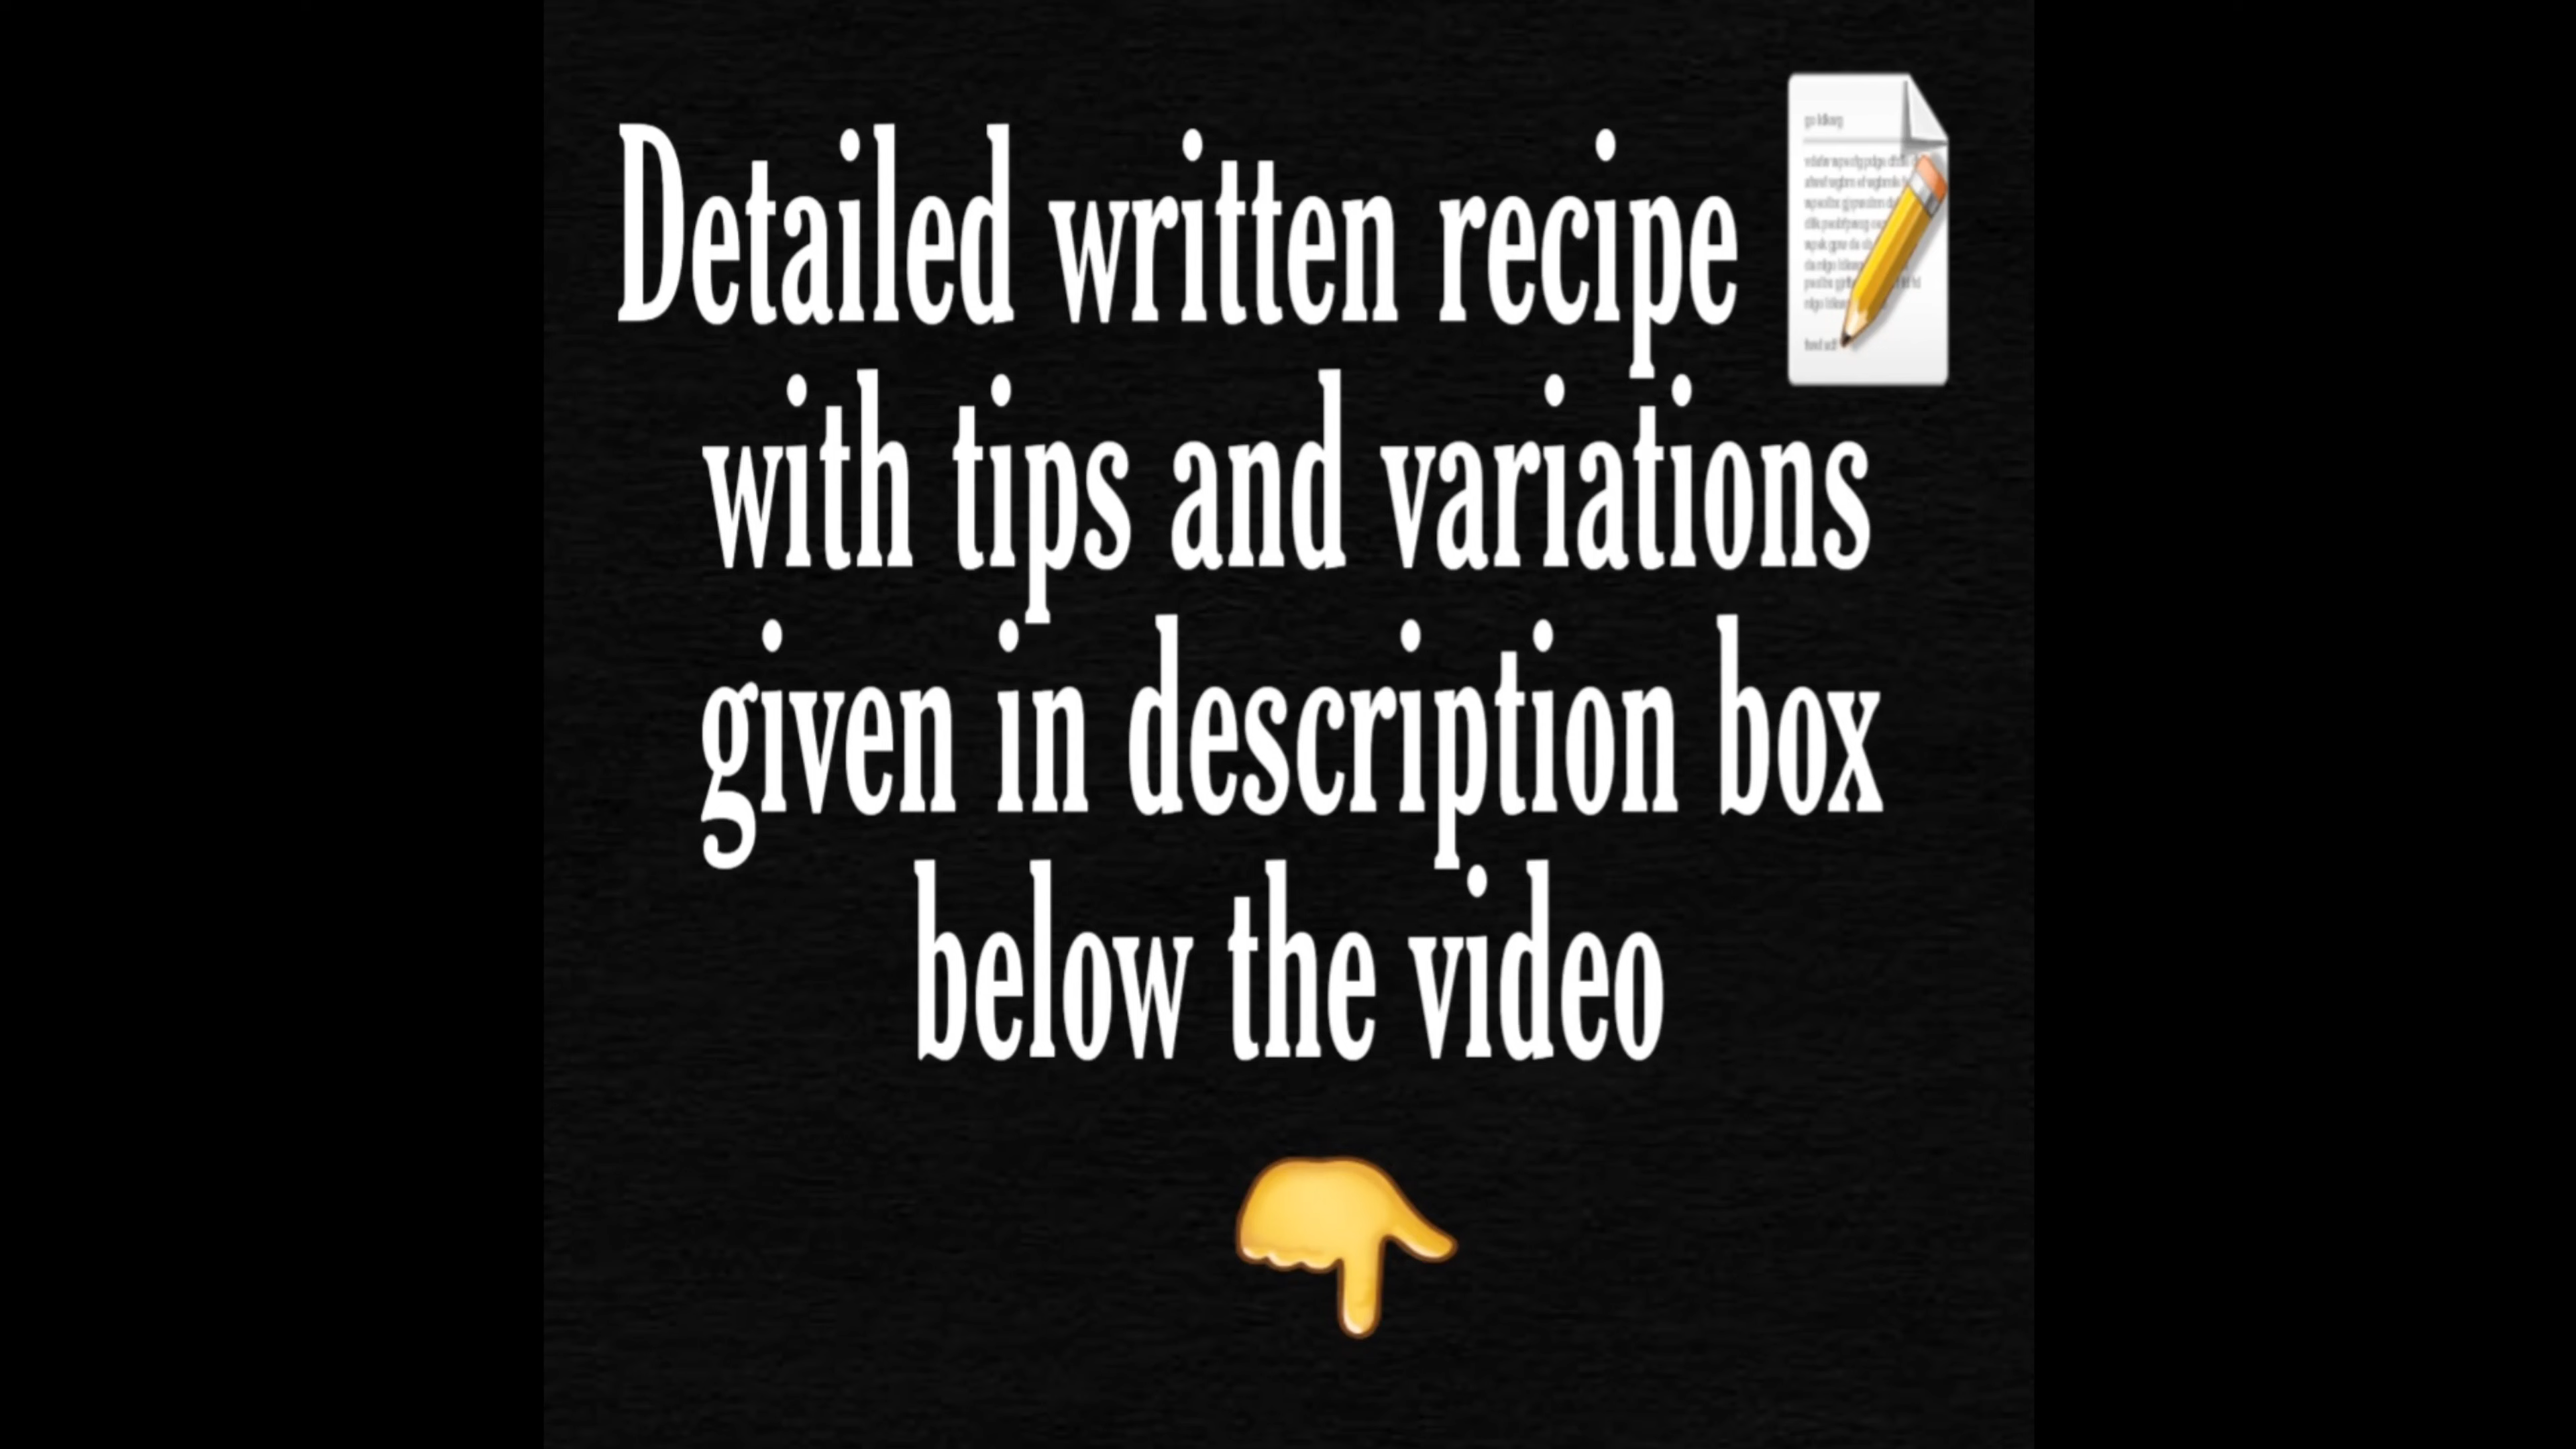 Detailed written recipe
with tips and variations
given in description box
below the video